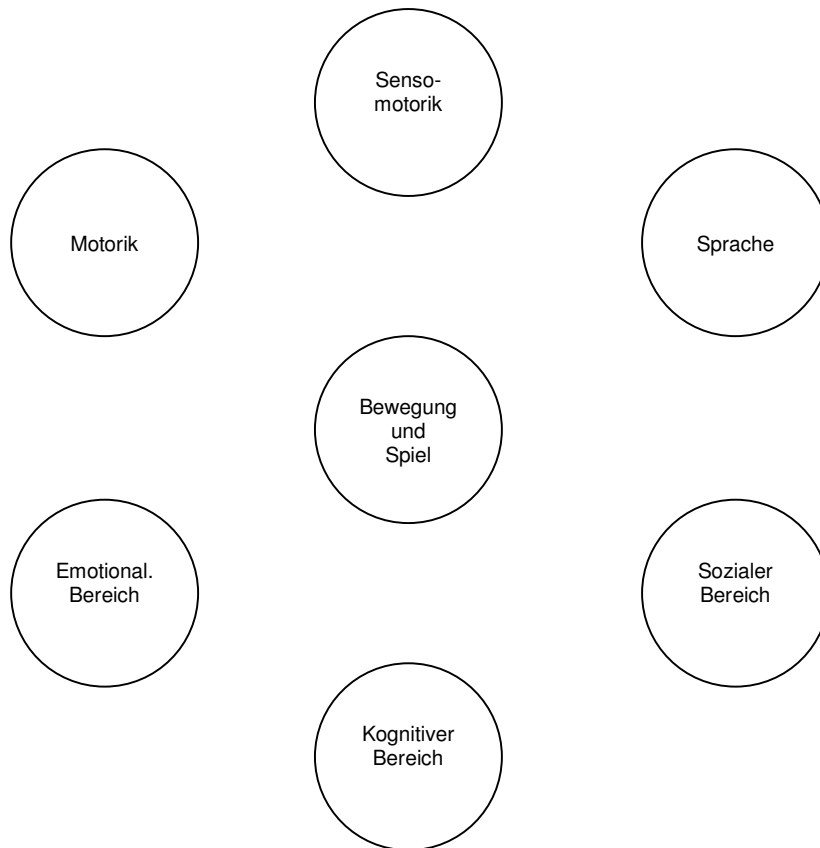 Senso-
motorik
Motorik
Sprache
Bewegung
und
Spiel
Emotional.
Bereich
Sozialer
Bereich
Kognitiver
Bereich